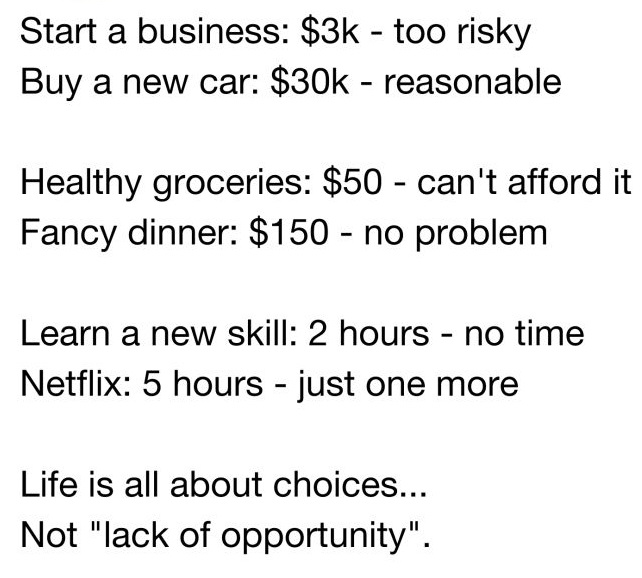 Start a business: $3k - too risky
Buy a new car: $30k - reasonable
Healthy groceries: $50 - can't afford it
Fancy dinner: $150 - no problem
Learn a new skill: 2 hours - no time
Netflix: 5 hours - just one more
Life is all about choices...
Not "lack of opportunity".